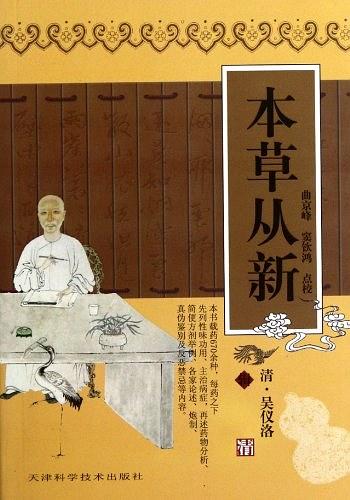 本草从新
曲京峰 窦钦鸿 点校
清·吴仪洛
本书载药670余种，每药之下
先列性味功用、主治病症，再述药物分析、
简便方剂举例、各家论述、炮制、
真伪鉴别及反恶禁忌等内容。
天津科学技术出版社